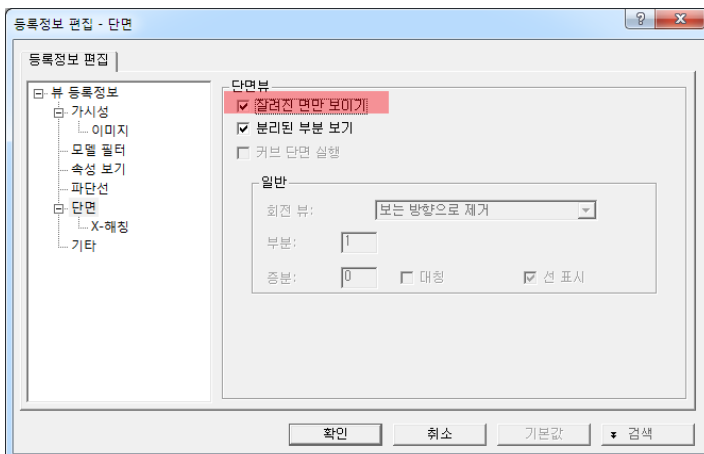 등록정보 편집 - 단면
등록정보 편집
뷰 등록정보
가시성
이미지
모델 필터
속성 보기
파단선
단면
X-해칭
기타
단면뷰
잘려진 면만 보이기
분리된 부분 보기
커브 단면 실행
일반
회전 뷰: 보는 방향으로 제거
부분: 1
증분: 0 대칭 선 표시
확인 취소 기본값 검색